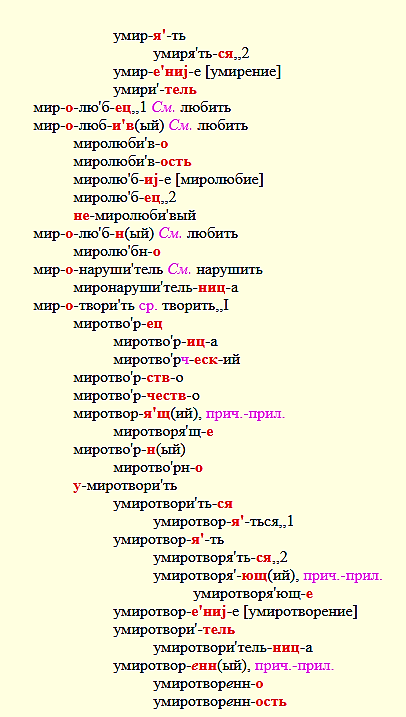 умир-я'-ть
умиря'ть-ся,,2
умир-е'ниј-е [умирение]
умири'-тель
мир-о-лю'б-ец,,1 См. любить
мир-о-люб-и'в(ый) См. любить
миролюби'в-о
миролюби'в-ость
миролю'б-иј-е [миролюбие]
миролю'б-ец,,2
не-миролюби'вый
мир-о-лю'б-н(ый) См. любить
миролю'бн-о
мир-о-наруши'тель См. нарушить
миронаруши'тель-ниц-а
мир-о-твори'ть ср. творить,,I
миротво'р-ец
миротво'р-иц-а
миротво'рч-еск-ий
миротво'р-ств-о
миротво'р-честв-о
миротвор-я'щ(ий), прич.-прил.
миротворя'щ-е
миротво'р-н(ый)
миротво'рн-о
у-миротвори'ть
умиротвори'ть-ся
умиротвор-я'-ться,,1
умиротвор-я'-ть
умиротворя'ть-ся,,2
умиротворя'-ющ(ий), прич.-прил.
умиротворя'ющ-е
умиротвор-е'ниј-е [умиротворение]
умиротвори'-тель
умиротвори'тель-ниц-а
умиротвор-енн(ый), прич.-прил.
умиротворенн-о
умиротворенн-ость